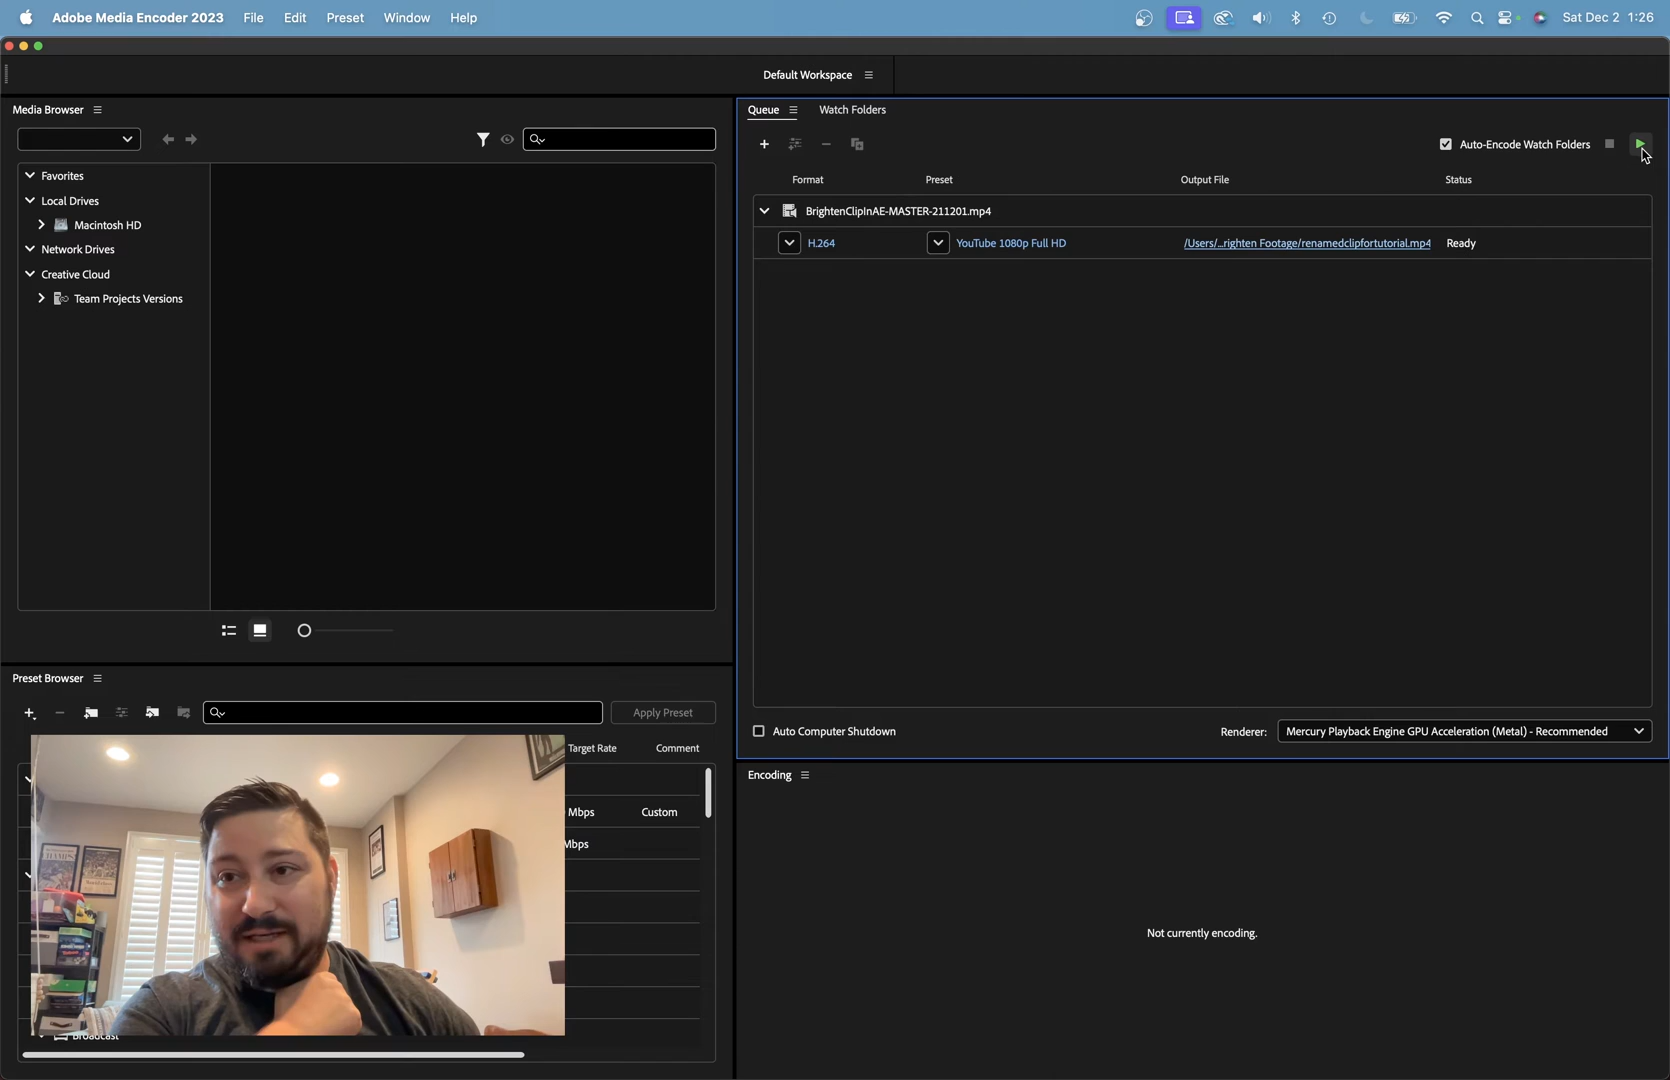 Adobe Media Encoder 2023 File Edit Preset Window Help Sat Dec 2 1:26
Default Workspace
Media Browser
Favorites
Local Drives
Macintosh HD
Network Drives
Creative Cloud
Team Projects Versions
Queue Watch Folders
Auto-Encode Watch Folders
Format Preset Output File Status
BrightenClipInAE-MASTER-211201.mp4
H.264 YouTube 1080p Full HD /Users/...righten Footage/renamedclipfortutorial.mp4 Ready
Auto Computer Shutdown Renderer: Mercury Playback Engine GPU Acceleration (Metal) - Recommended
Preset Browser
Apply Preset
Target Rate Comment
Mbps Custom
Mbps
Broadcast
Encoding
Not currently encoding.